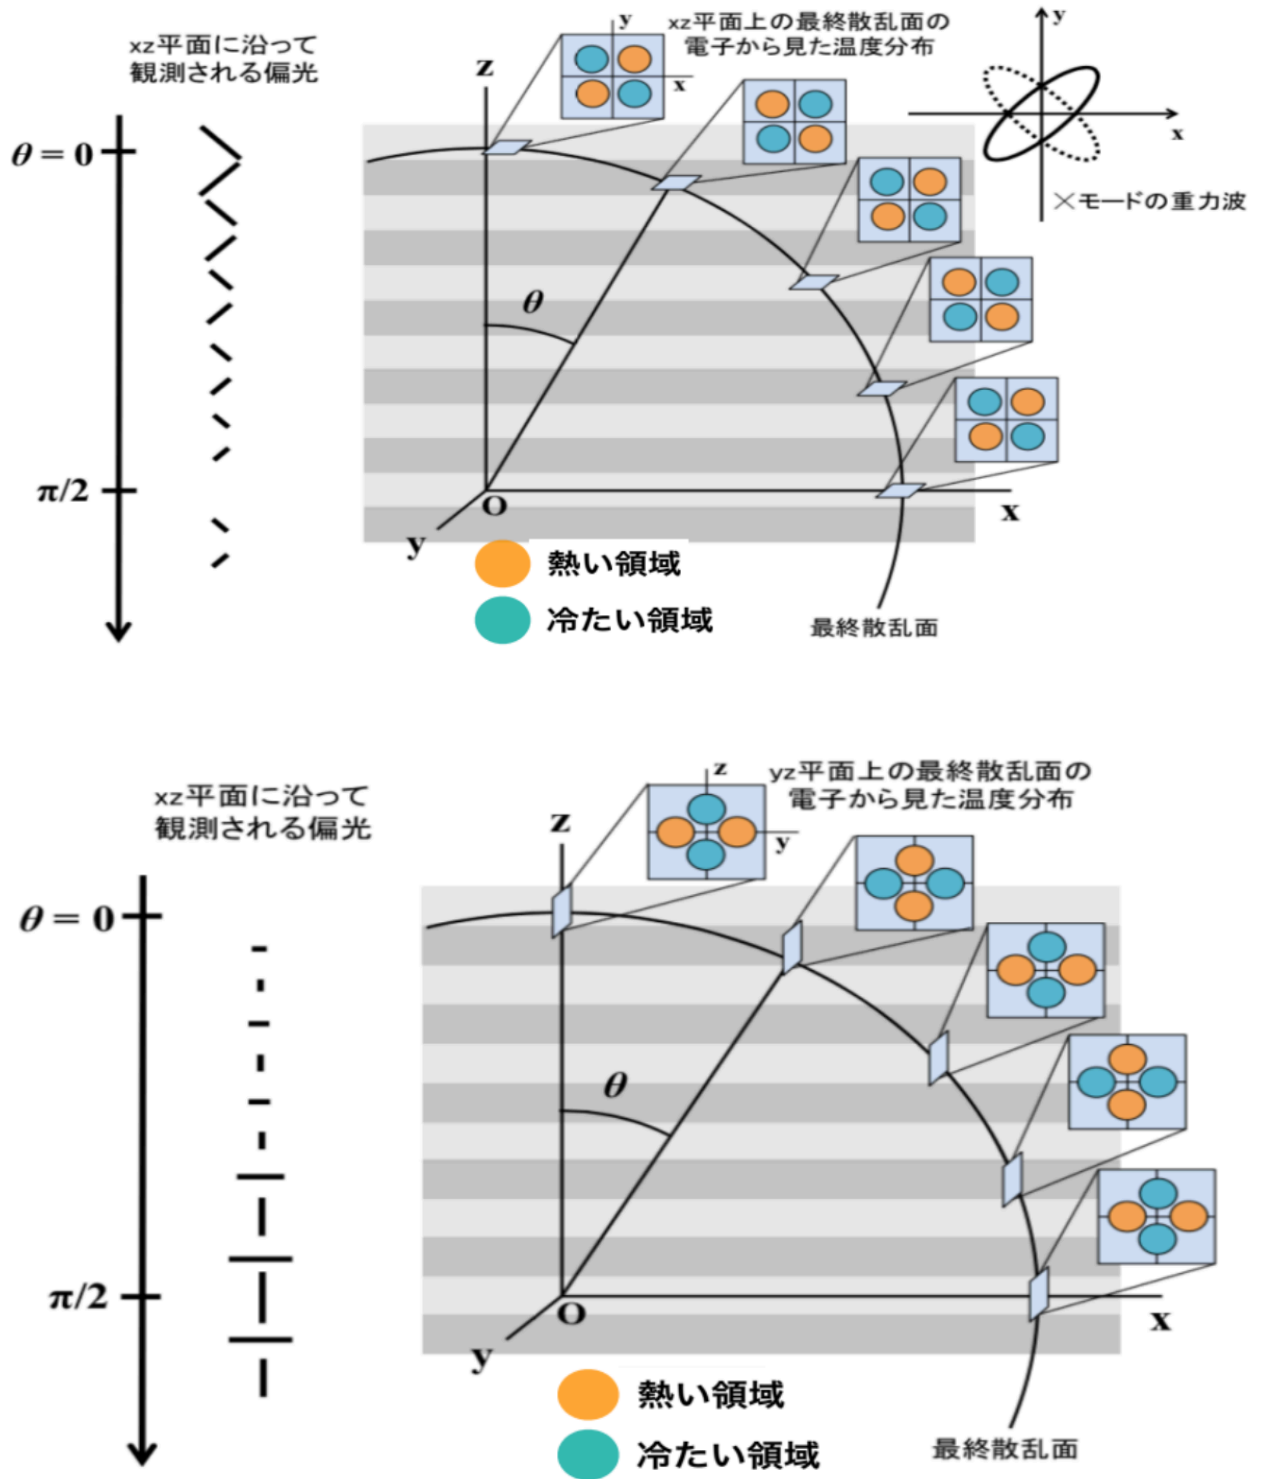 xz平面に沿って
観測される偏光
θ = 0
π/2
z
y
x
xz平面上の最終散乱面の
電子から見た温度分布
y
x
×モードの重力波
θ
O
x
y
熱い領域
冷たい領域
最終散乱面
xz平面に沿って
観測される偏光
θ = 0
π/2
z
z
y
yz平面上の最終散乱面の
電子から見た温度分布
θ
O
x
y
熱い領域
冷たい領域
最終散乱面